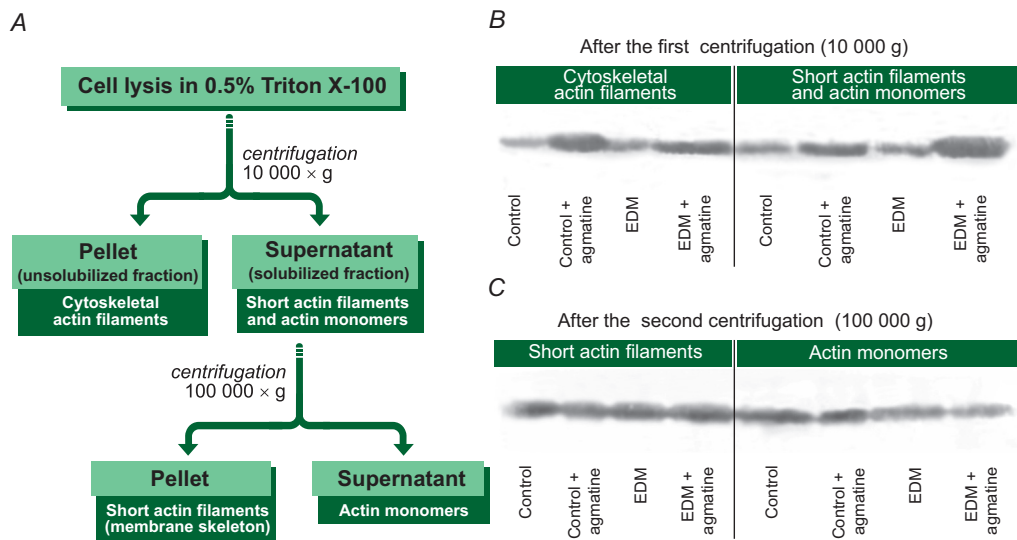 A
Cell lysis in 0.5% Triton X-100
centrifugation
10 000 × g
Pellet
(unsolubilized fraction)
Cytoskeletal
actin filaments
Supernatant
(solubilized fraction)
Short actin filaments
and actin monomers
centrifugation
100 000 × g
Pellet
Short actin filaments
(membrane skeleton)
Supernatant
Actin monomers
B
After the first centrifugation (10 000 g)
Cytoskeletal
actin filaments
Short actin filaments
and actin monomers
Control
Control +
agmatine
EDM
EDM +
agmatine
Control
Control +
agmatine
EDM
EDM +
agmatine
C
After the second centrifugation (100 000 g)
Short actin filaments
Actin monomers
Control
Control +
agmatine
EDM
EDM +
agmatine
Control
Control +
agmatine
EDM
EDM +
agmatine